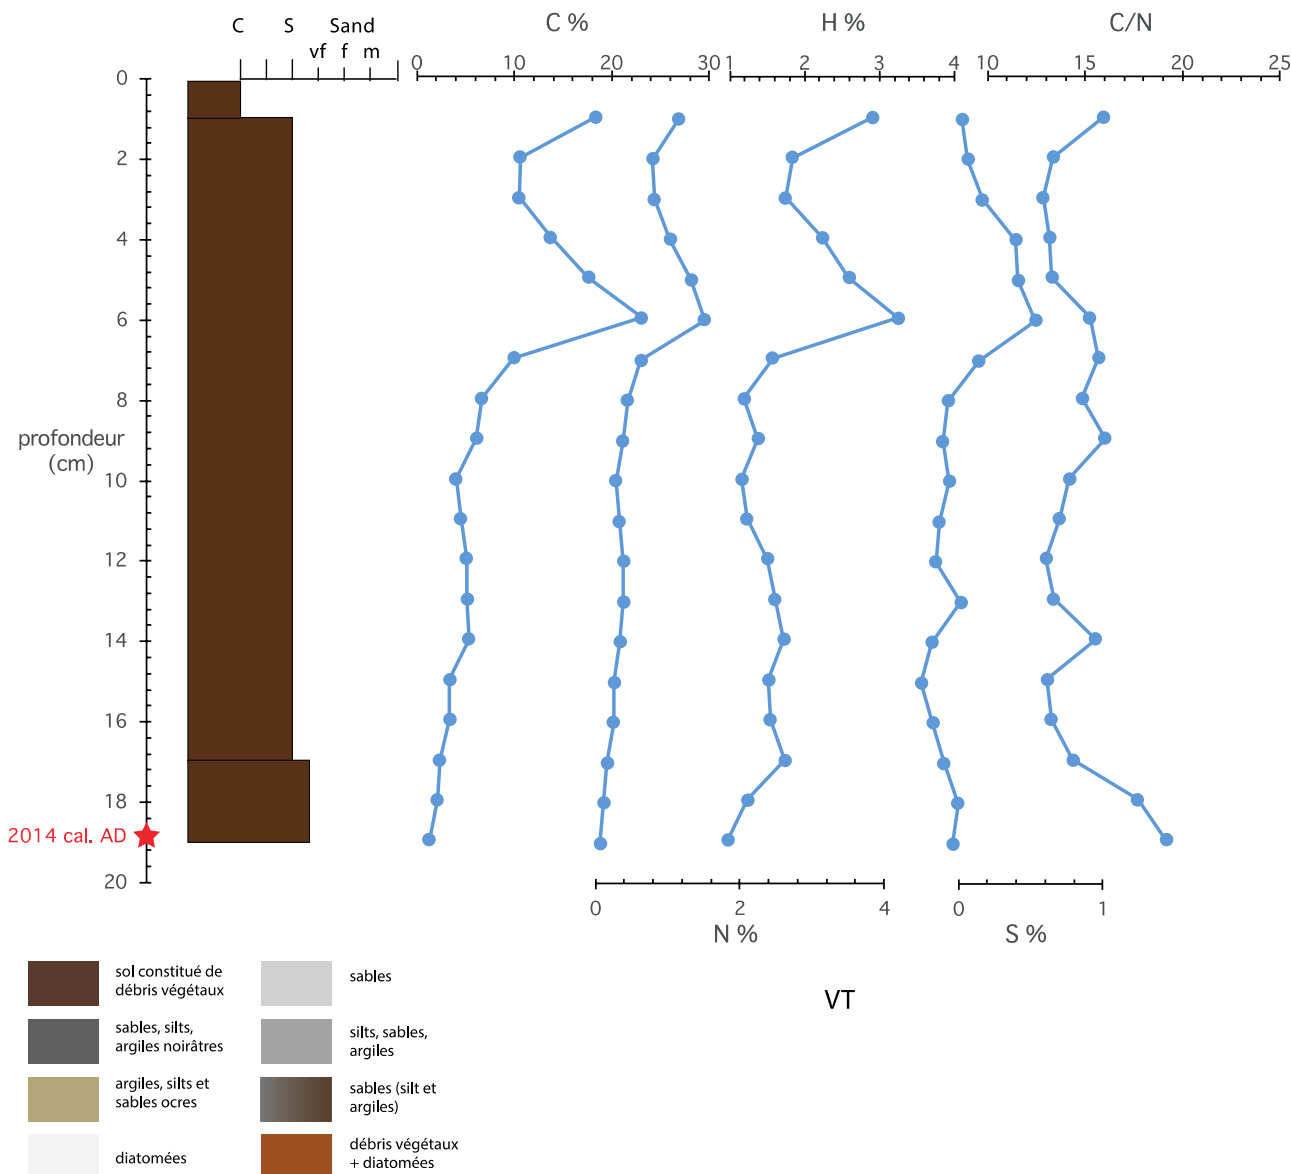 C S Sand
vf f m
C % H % C/N
0 10 20 30 1 2 3 4 10 15 20 25
0
2
4
6
8
profondeur
(cm)
10
12
14
16
18
2014 cal. AD
20
0 2 4
N %
0 1
S %
sol constitué de
débris végétaux
sables
sables, silts,
argiles noirâtres
silts, sables,
argiles
argiles, silts et
sables ocres
sables (silt et
argiles)
diatomées
débris végétaux
+ diatomées
VT